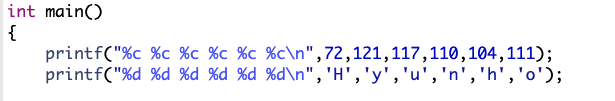 int main()
{
    printf("%c %c %c %c %c %c\n",72,121,117,110,104,111);
    printf("%d %d %d %d %d %d\n",'H','y','u','n','h','o');